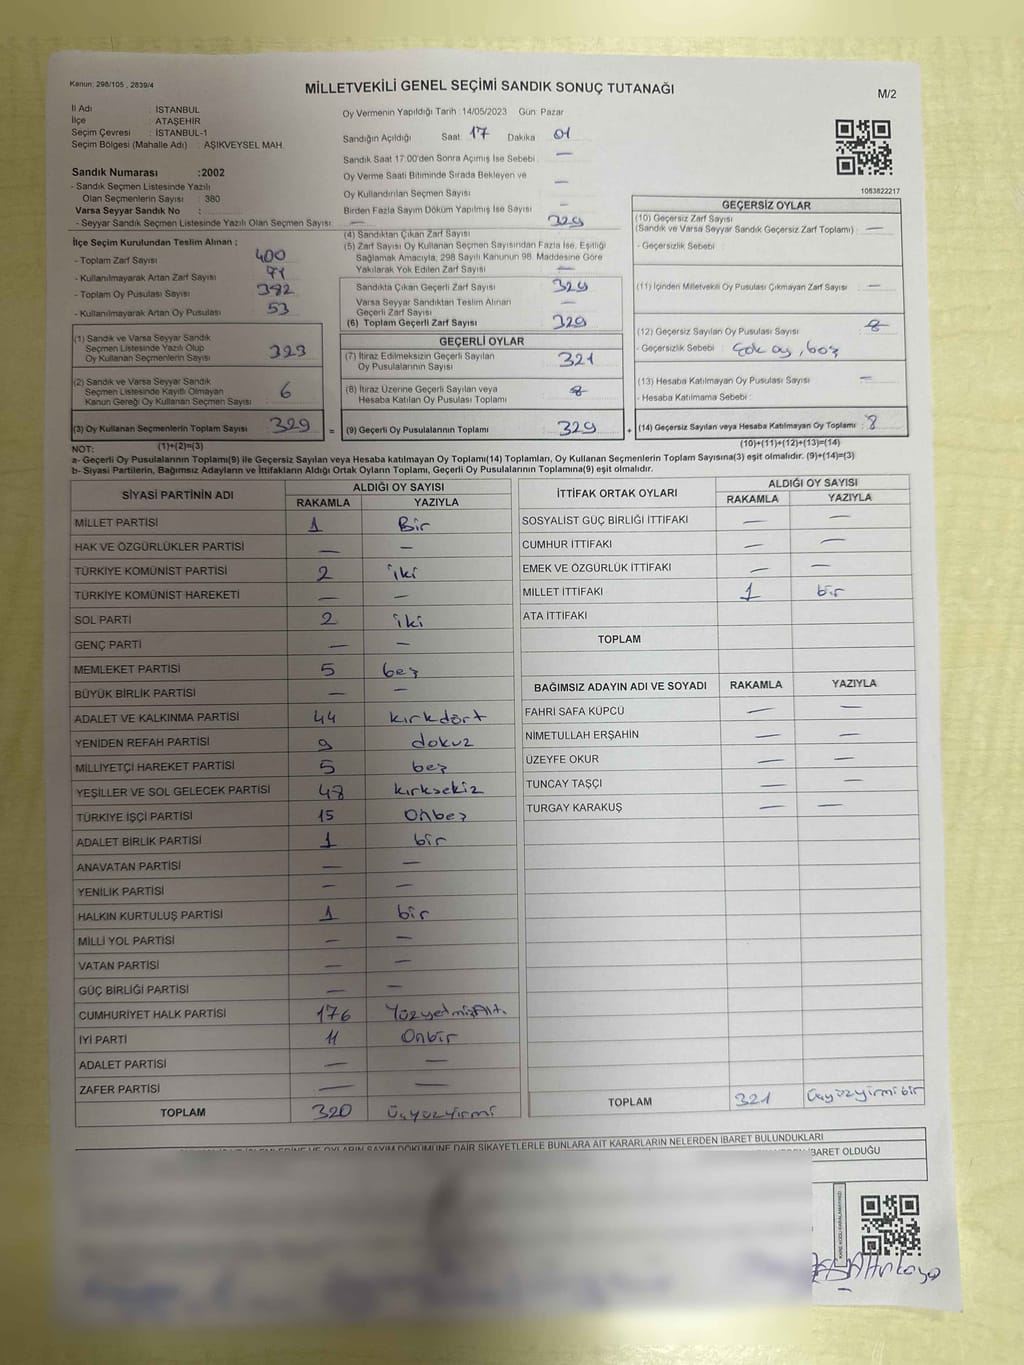 Kanun: 298/105 , 2839/4
MİLLETVEKİLİ GENEL SEÇİMİ SANDIK SONUÇ TUTANAĞI
M/2
İl Adı : İSTANBUL
İlçe : ATAŞEHİR
Seçim Çevresi : İSTANBUL-1
Seçim Bölgesi (Mahalle Adı) : AŞIKVEYSEL MAH.
Oy Vermenin Yapıldığı Tarih : 14/05/2023 Gün: Pazar
Sandığın Açıldığı Saat 17 Dakika 01
Sandık Saat 17:00'den Sonra Açımış İse Sebebi : —
Oy Verme Saati Bitiminde Sırada Bekleyen ve
Oy Kullandırılan Seçmen Sayısı —
Birden Fazla Sayım Döküm Yapılmış İse Sayısı —
1083822217
Sandık Numarası :2002
- Sandık Seçmen Listesinde Yazılı
Olan Seçmenlerin Sayısı : 380
Varsa Seyyar Sandık No :
- Seyyar Sandık Seçmen Listesinde Yazılı Olan Seçmen Sayısı : —
İlçe Seçim Kurulundan Teslim Alınan ;
- Toplam Zarf Sayısı 400
- Kullanılmayarak Artan Zarf Sayısı 71
- Toplam Oy Pusulası Sayısı 382
- Kullanılmayarak Artan Oy Pusulası 53
(1) Sandık ve Varsa Seyyar Sandık
Seçmen Listesinde Yazılı Olup
Oy Kullanan Seçmenlerin Sayısı 323
(2) Sandık ve Varsa Seyyar Sandık
Seçmen Listesinde Kayıtlı Olmayan
Kanun Gereği Oy Kullanan Seçmen Sayısı : 6
(3) Oy Kullanan Seçmenlerin Toplam Sayısı 329 =
(4) Sandıktan Çıkan Zarf Sayısı 329
(5) Zarf Sayısı Oy Kullanan Seçmen Sayısından Fazla İse, Eşitliği
Sağlamak Amacıyla, 298 Sayılı Kanunun 98. Maddesine Göre
Yakılarak Yok Edilen Zarf Sayısı —
Sandıkta Çıkan Geçerli Zarf Sayısı 329
Varsa Seyyar Sandıktan Teslim Alınan
Geçerli Zarf Sayısı —
(6) Toplam Geçerli Zarf Sayısı 329
GEÇERLİ OYLAR
(7) İtiraz Edilmeksizin Geçerli Sayılan
Oy Pusulalarının Sayısı 321
(8) İtiraz Üzerine Geçerli Sayılan veya
Hesaba Katılan Oy Pusulası Toplamı
(9) Geçerli Oy Pusulalarının Toplamı 329 +
GEÇERSİZ OYLAR
(10) Geçersiz Zarf Sayısı
(Sandık ve Varsa Seyyar Sandık Geçersiz Zarf Toplamı) : —
- Geçersizlik Sebebi :
(11) İçinden Milletvekili Oy Pusulası Çıkmayan Zarf Sayısı : —
(12) Geçersiz Sayılan Oy Pusulası Sayısı : 8
- Geçersizlik Sebebi : Çok oy, boş
(13) Hesaba Katılmayan Oy Pusulası Sayısı : —
- Hesaba Katılmama Sebebi :
(14) Geçersiz Sayılan veya Hesaba Katılmayan Oy Toplamı : 8
NOT: (1)+(2)=(3)
(10)+(11)+(12)+(13)=(14)
a- Geçerli Oy Pusulalarının Toplamı(9) ile Geçersiz Sayılan veya Hesaba katılmayan Oy Toplamı(14) Toplamları, Oy Kullanan Seçmenlerin Toplam Sayısına(3) eşit olmalıdır. (9)+(14)=(3)
b- Siyasi Partilerin, Bağımsız Adayların ve İttifakların Aldığı Ortak Oyların Toplamı, Geçerli Oy Pusulalarının Toplamına(9) eşit olmalıdır.
SİYASİ PARTİNİN ADI ALDIĞI OY SAYISI
RAKAMLA YAZIYLA
MİLLET PARTİSİ 1 Bir
HAK VE ÖZGÜRLÜKLER PARTİSİ — —
TÜRKİYE KOMÜNİST PARTİSİ 2 iki
TÜRKİYE KOMÜNİST HAREKETİ — —
SOL PARTİ 2 iki
GENÇ PARTİ — —
MEMLEKET PARTİSİ 5 beş
BÜYÜK BİRLİK PARTİSİ — —
ADALET VE KALKINMA PARTİSİ 44 kırkdört
YENİDEN REFAH PARTİSİ 9 dokuz
MİLLİYETÇİ HAREKET PARTİSİ 5 beş
YEŞİLLER VE SOL GELECEK PARTİSİ 48 kırksekiz
TÜRKİYE İŞÇİ PARTİSİ 15 Onbeş
ADALET BİRLİK PARTİSİ 1 bir
ANAVATAN PARTİSİ — —
YENİLİK PARTİSİ — —
HALKIN KURTULUŞ PARTİSİ 1 bir
MİLLİ YOL PARTİSİ — —
VATAN PARTİSİ — —
GÜÇ BİRLİĞİ PARTİSİ — —
CUMHURİYET HALK PARTİSİ 176 Yüzyetmişaltı
İYİ PARTİ 11 Onbir
ADALET PARTİSİ — —
ZAFER PARTİSİ — —
TOPLAM 320 Üçyüzyirmi
İTTİFAK ORTAK OYLARI ALDIĞI OY SAYISI
RAKAMLA YAZIYLA
SOSYALİST GÜÇ BİRLİĞİ İTTİFAKI — —
CUMHUR İTTİFAKI — —
EMEK VE ÖZGÜRLÜK İTTİFAKI — —
MİLLET İTTİFAKI 1 bir
ATA İTTİFAKI
TOPLAM
BAĞIMSIZ ADAYIN ADI VE SOYADI RAKAMLA YAZIYLA
FAHRİ SAFA KÜPCÜ — —
NİMETULLAH ERŞAHİN — —
ÜZEYFE OKUR — —
TUNCAY TAŞÇI — —
TURGAY KARAKUŞ — —
TOPLAM 321 üçyüzyirmi bir
OYLARIN SAYIM DÖKÜMÜNE DAİR ŞİKAYETLERLE BUNLARA AİT KARARLARIN NELERDEN İBARET BULUNDUKLARI
İBARET OLDUĞU